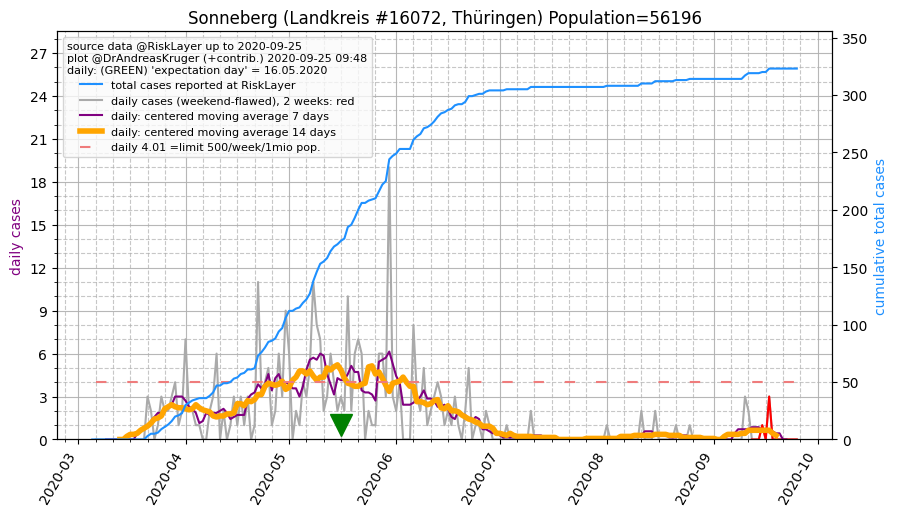 Sonneberg (Landkreis #16072, Thüringen) Population=56196
source data @RiskLayer up to 2020-09-25
plot @DrAndreasKruger (+contrib.) 2020-09-25 09:48
daily: (GREEN) 'expectation day' = 16.05.2020
total cases reported at RiskLayer
daily cases (weekend-flawed), 2 weeks: red
daily: centered moving average 7 days
daily: centered moving average 14 days
daily 4.01 =limit 500/week/1mio pop.
daily cases
27
24
21
18
15
12
9
6
3
0
350
300
250
200
150
100
50
0
cumulative total cases
2020-03
2020-04
2020-05
2020-06
2020-07
2020-08
2020-09
2020-10